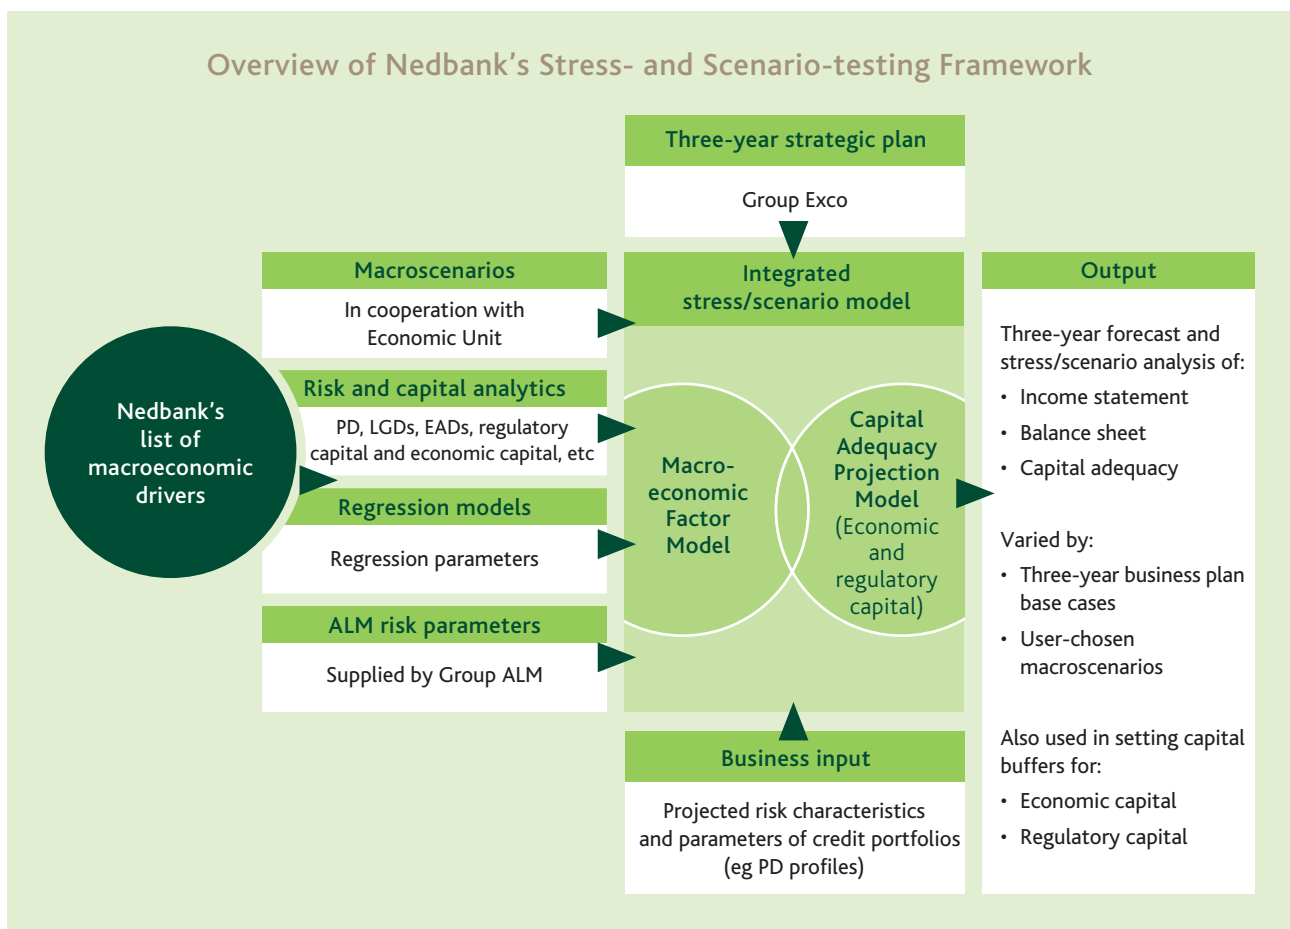 Overview of Nedbank's Stress- and Scenario-testing Framework
Three-year strategic plan
Group Exco
Nedbank's
list of
macroeconomic
drivers
Macroscenarios
In cooperation with
Economic Unit
Risk and capital analytics
PD, LGDs, EADs, regulatory
capital and economic capital, etc
Regression models
Regression parameters
ALM risk parameters
Supplied by Group ALM
Integrated
stress/scenario model
Macro-
economic
Factor
Model
Capital
Adequacy
Projection
Model
(Economic
and
regulatory
capital)
Business input
Projected risk characteristics
and parameters of credit portfolios
(eg PD profiles)
Output
Three-year forecast and
stress/scenario analysis of:
• Income statement
• Balance sheet
• Capital adequacy
Varied by:
• Three-year business plan
base cases
• User-chosen
macroscenarios
Also used in setting capital
buffers for:
• Economic capital
• Regulatory capital